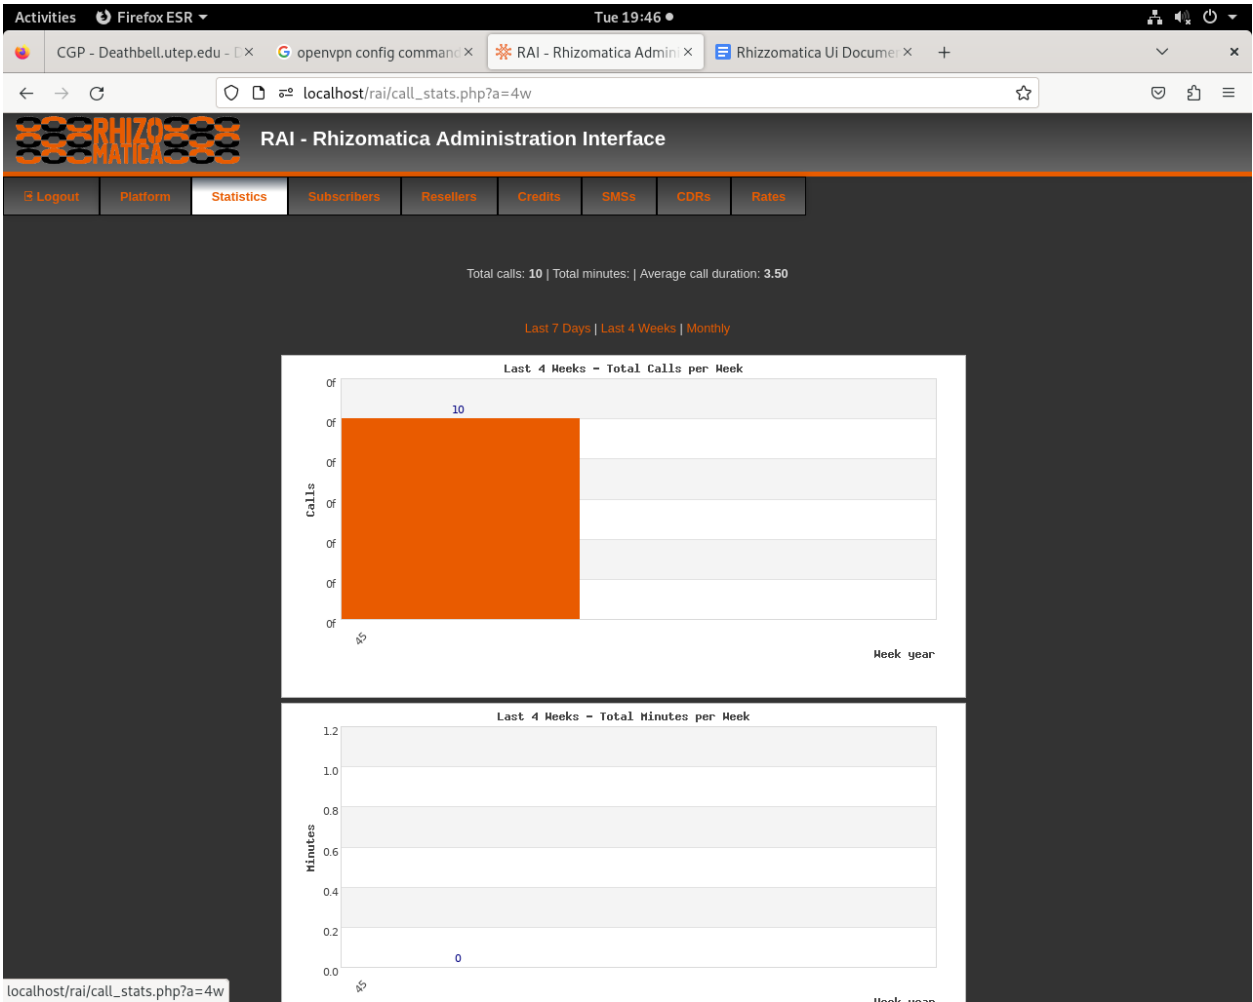 Activities Firefox ESR Tue 19:46
CGP - Deathbell.utep.edu - openvpn config command RAI - Rhizomatica Admini Rhizzomatica Ui Documen
localhost/rai/call_stats.php?a=4w
RHIZO
MATICA
RAI - Rhizomatica Administration Interface
Logout Platform Statistics Subscribers Resellers Credits SMSs CDRs Rates
Total calls: 10 | Total minutes: | Average call duration: 3.50
Last 7 Days | Last 4 Weeks | Monthly
Last 4 Weeks - Total Calls per Week
0f
10
0f
0f
Calls
0f
0f
0f
0f
45
Week year
Last 4 Weeks - Total Minutes per Week
1.2
1.0
0.8
Minutes
0.6
0.4
0.2
0
0.0
45
localhost/rai/call_stats.php?a=4w
Week year